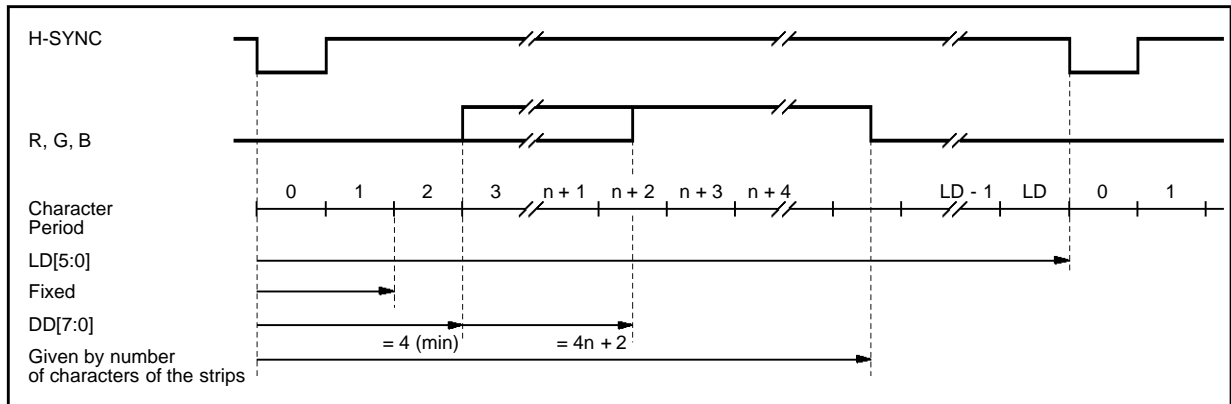 H-SYNC
R, G, B
0 1 2 3 n + 1 n + 2 n + 3 n + 4 LD - 1 LD 0 1
Character
Period
LD[5:0]
Fixed
DD[7:0]
= 4 (min) = 4n + 2
Given by number
of characters of the strips